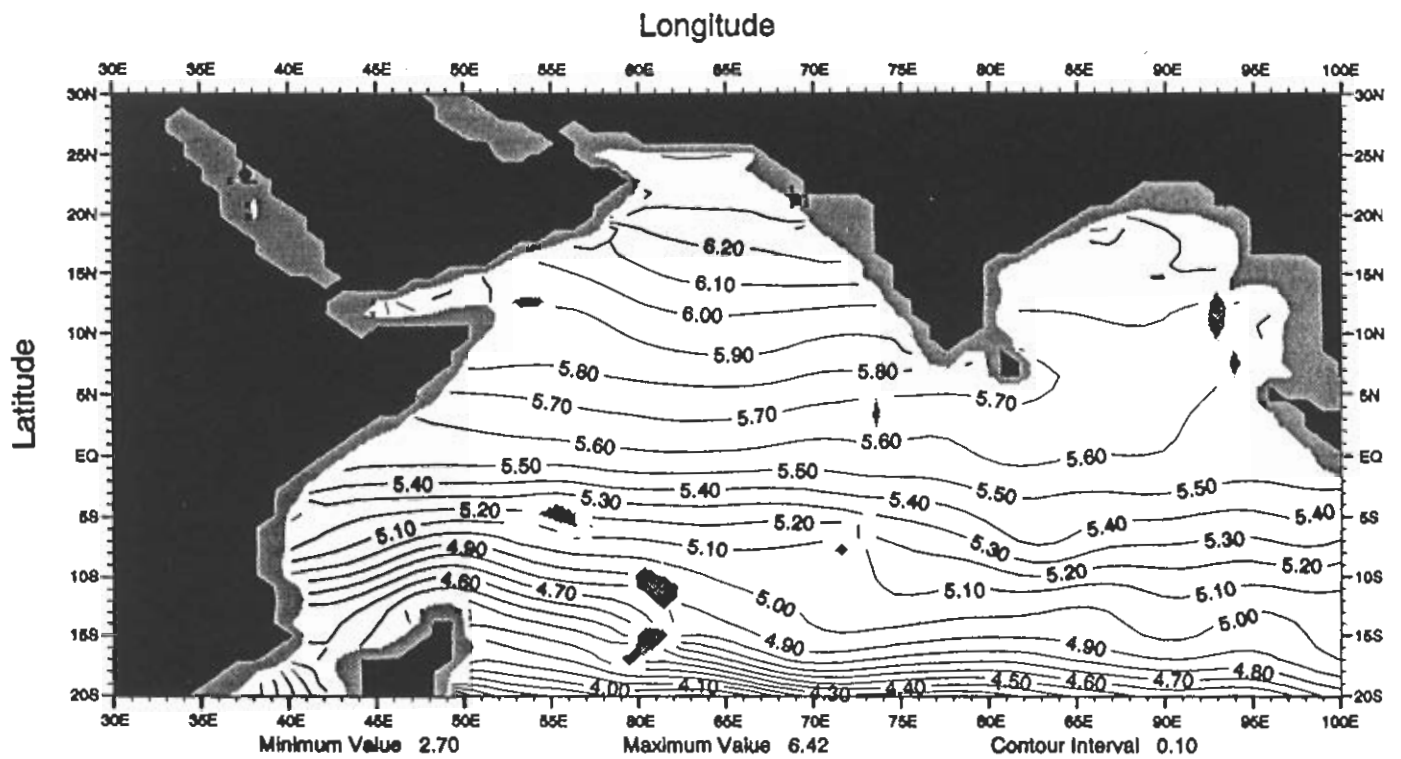 Longitude
30E 35E 40E 45E 50E 55E 60E 65E 70E 75E 80E 85E 90E 95E 100E
30N 30N
25N 25N
20N 20N
6.20
15N 15N
6.10
6.00
10N 10N
5.90
5.80 5.80
5N 5N
5.70 5.70 5.70
5.60 5.60 5.60
EQ EQ
5.50 5.50 5.50 5.50
5.40 5.40 5.40 5.40 5.40
5.30 5.30 5.30
5S 5S
5.20 5.20 5.20 5.20
5.10 5.10 5.10 5.10
4.90
10S 10S
4.60 4.70
5.00 5.00
15S 15S
4.90 4.90
4.80
20S 4.00 4.10 4.30 4.40 4.50 4.60 4.70 20S
30E 35E 40E 45E 50E 55E 60E 65E 70E 75E 80E 85E 90E 95E 100E
Latitude
Minimum Value 2.70 Maximum Value 6.42 Contour Interval 0.10